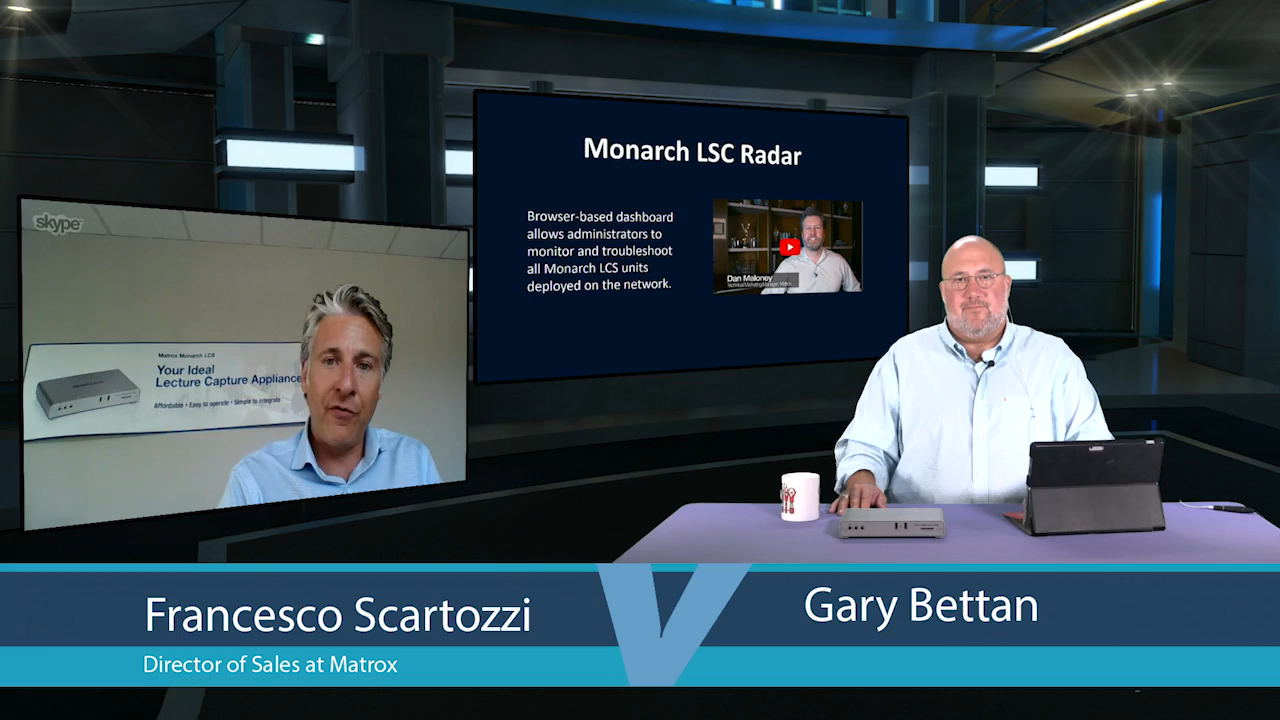 skype
Matrox Monarch LCS
Your Ideal
Lecture Capture Appliance
Affordable • Easy to operate • Simple to integrate
Monarch LSC Radar
Browser-based dashboard
allows administrators to
monitor and troubleshoot
all Monarch LCS units
deployed on the network.
Dan Maloney
Technical Marketing Manager, Matrox
Francesco Scartozzi
Director of Sales at Matrox
V
Gary Bettan